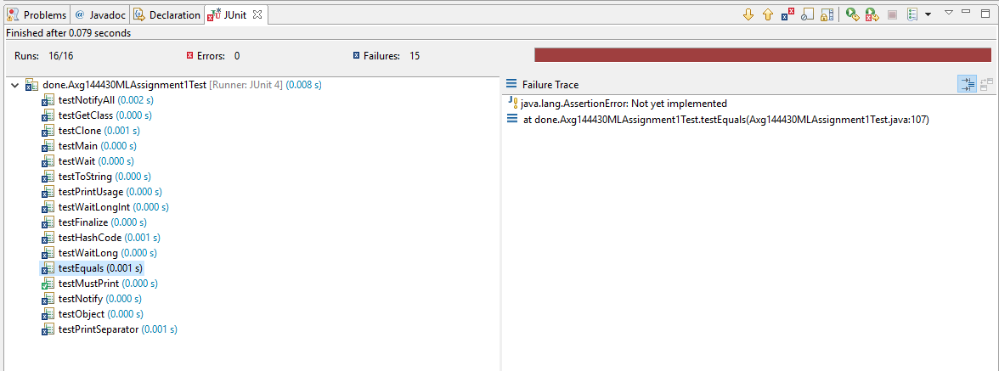 Problems @ Javadoc Declaration JUnit
Finished after 0.079 seconds
Runs: 16/16 Errors: 0 Failures: 15
done.Axg144430MLAssignment1Test [Runner: JUnit 4] (0.008 s)
testNotifyAll (0.002 s)
testGetClass (0.000 s)
testClone (0.001 s)
testMain (0.000 s)
testWait (0.000 s)
testToString (0.000 s)
testPrintUsage (0.000 s)
testWaitLongInt (0.000 s)
testFinalize (0.000 s)
testHashCode (0.001 s)
testWaitLong (0.000 s)
testEquals (0.001 s)
testMustPrint (0.000 s)
testNotify (0.000 s)
testObject (0.000 s)
testPrintSeparator (0.001 s)
Failure Trace
java.lang.AssertionError: Not yet implemented
at done.Axg144430MLAssignment1Test.testEquals(Axg144430MLAssignment1Test.java:107)